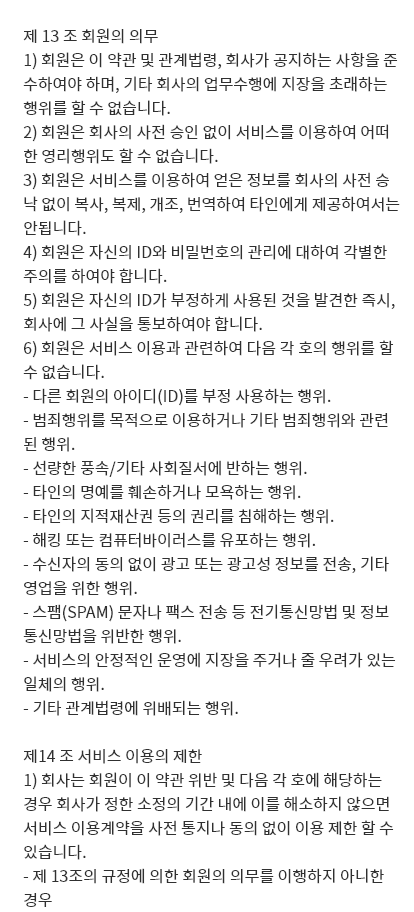 제 13 조 회원의 의무
1) 회원은 이 약관 및 관계법령, 회사가 공지하는 사항을 준
수하여야 하며, 기타 회사의 업무수행에 지장을 초래하는
행위를 할 수 없습니다.
2) 회원은 회사의 사전 승인 없이 서비스를 이용하여 어떠
한 영리행위도 할 수 없습니다.
3) 회원은 서비스를 이용하여 얻은 정보를 회사의 사전 승
낙 없이 복사, 복제, 개조, 번역하여 타인에게 제공하여서는
안됩니다.
4) 회원은 자신의 ID와 비밀번호의 관리에 대하여 각별한
주의를 하여야 합니다.
5) 회원은 자신의 ID가 부정하게 사용된 것을 발견한 즉시,
회사에 그 사실을 통보하여야 합니다.
6) 회원은 서비스 이용과 관련하여 다음 각 호의 행위를 할
수 없습니다.
- 다른 회원의 아이디(ID)를 부정 사용하는 행위.
- 범죄행위를 목적으로 이용하거나 기타 범죄행위와 관련
된 행위.
- 선량한 풍속/기타 사회질서에 반하는 행위.
- 타인의 명예를 훼손하거나 모욕하는 행위.
- 타인의 지적재산권 등의 권리를 침해하는 행위.
- 해킹 또는 컴퓨터바이러스를 유포하는 행위.
- 수신자의 동의 없이 광고 또는 광고성 정보를 전송, 기타
영업을 위한 행위.
- 스팸(SPAM) 문자나 팩스 전송 등 전기통신망법 및 정보
통신망법을 위반한 행위.
- 서비스의 안정적인 운영에 지장을 주거나 줄 우려가 있는
일체의 행위.
- 기타 관계법령에 위배되는 행위.
제14 조 서비스 이용의 제한
1) 회사는 회원이 이 약관 위반 및 다음 각 호에 해당하는
경우 회사가 정한 소정의 기간 내에 이를 해소하지 않으면
서비스 이용계약을 사전 통지나 동의 없이 이용 제한 할 수
있습니다.
- 제 13조의 규정에 의한 회원의 의무를 이행하지 아니한
경우